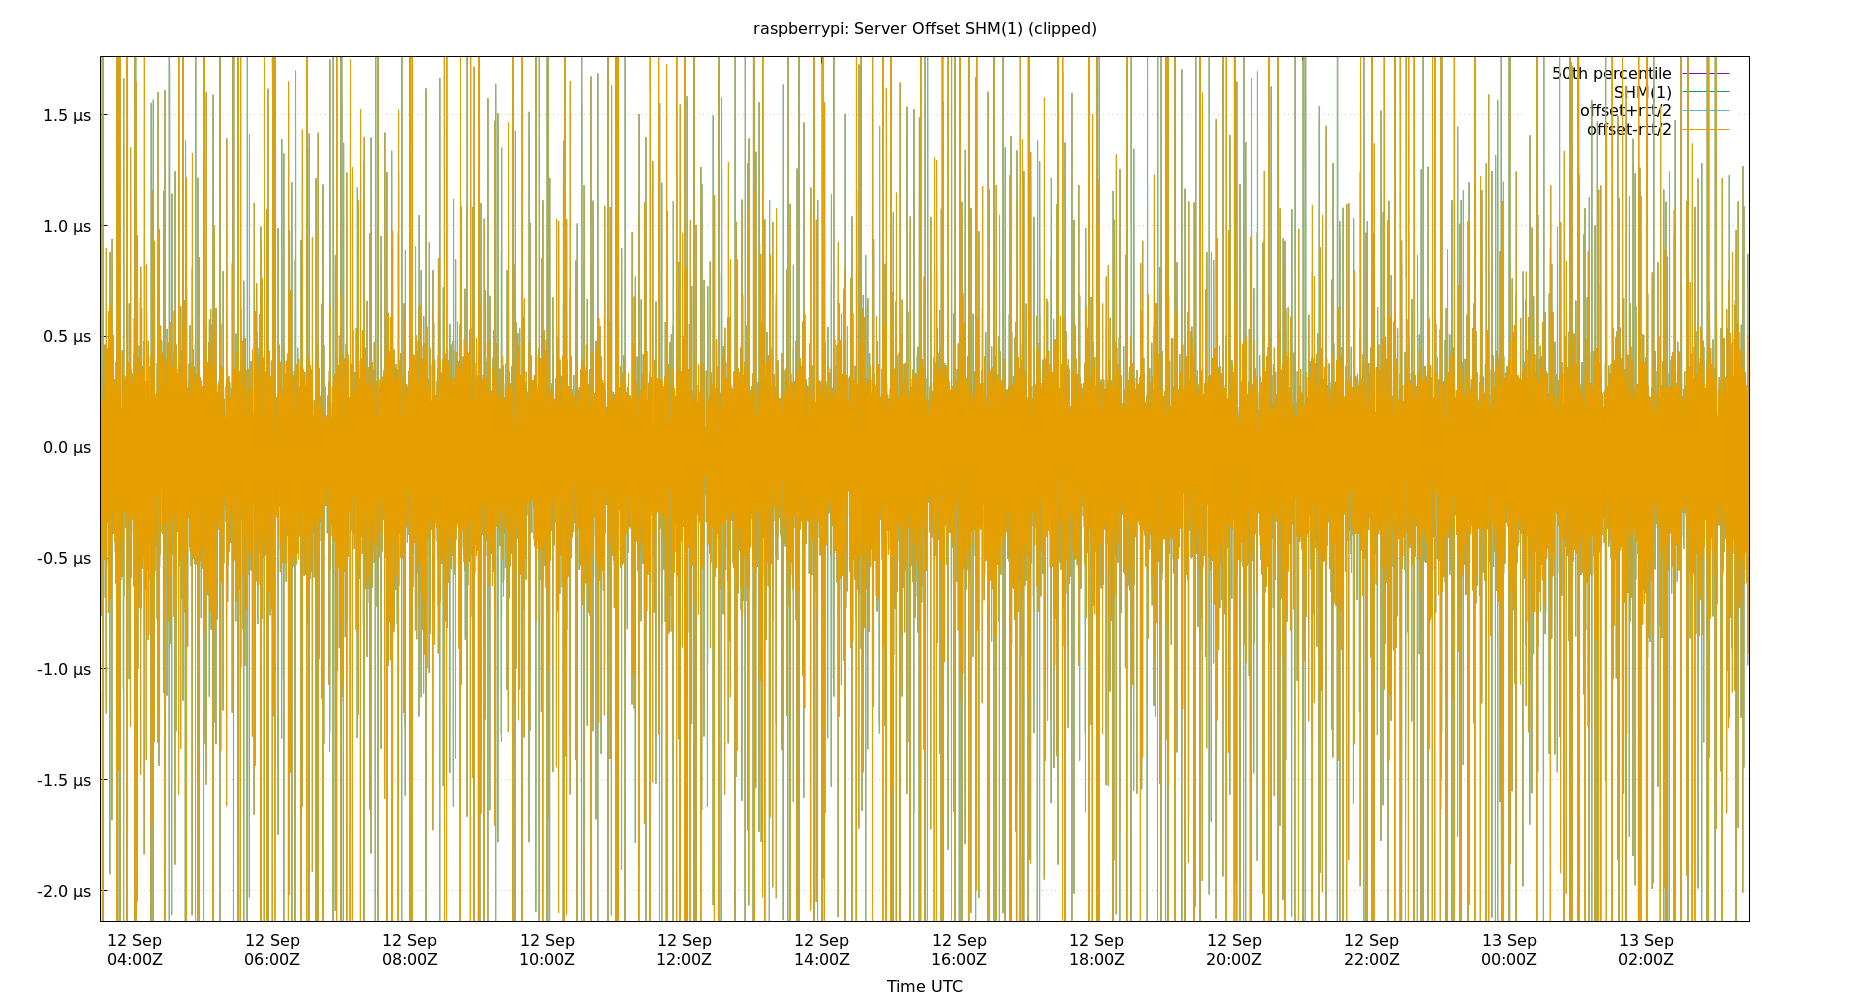 raspberrypi: Server Offset SHM(1) (clipped)
50th percentile
SHM(1)
offset+rtt/2
offset-rtt/2
1.5 µs
1.0 µs
0.5 µs
0.0 µs
-0.5 µs
-1.0 µs
-1.5 µs
-2.0 µs
12 Sep 12 Sep 12 Sep 12 Sep 12 Sep 12 Sep 12 Sep 12 Sep 12 Sep 12 Sep 13 Sep 13 Sep
04:00Z 06:00Z 08:00Z 10:00Z 12:00Z 14:00Z 16:00Z 18:00Z 20:00Z 22:00Z 00:00Z 02:00Z
Time UTC